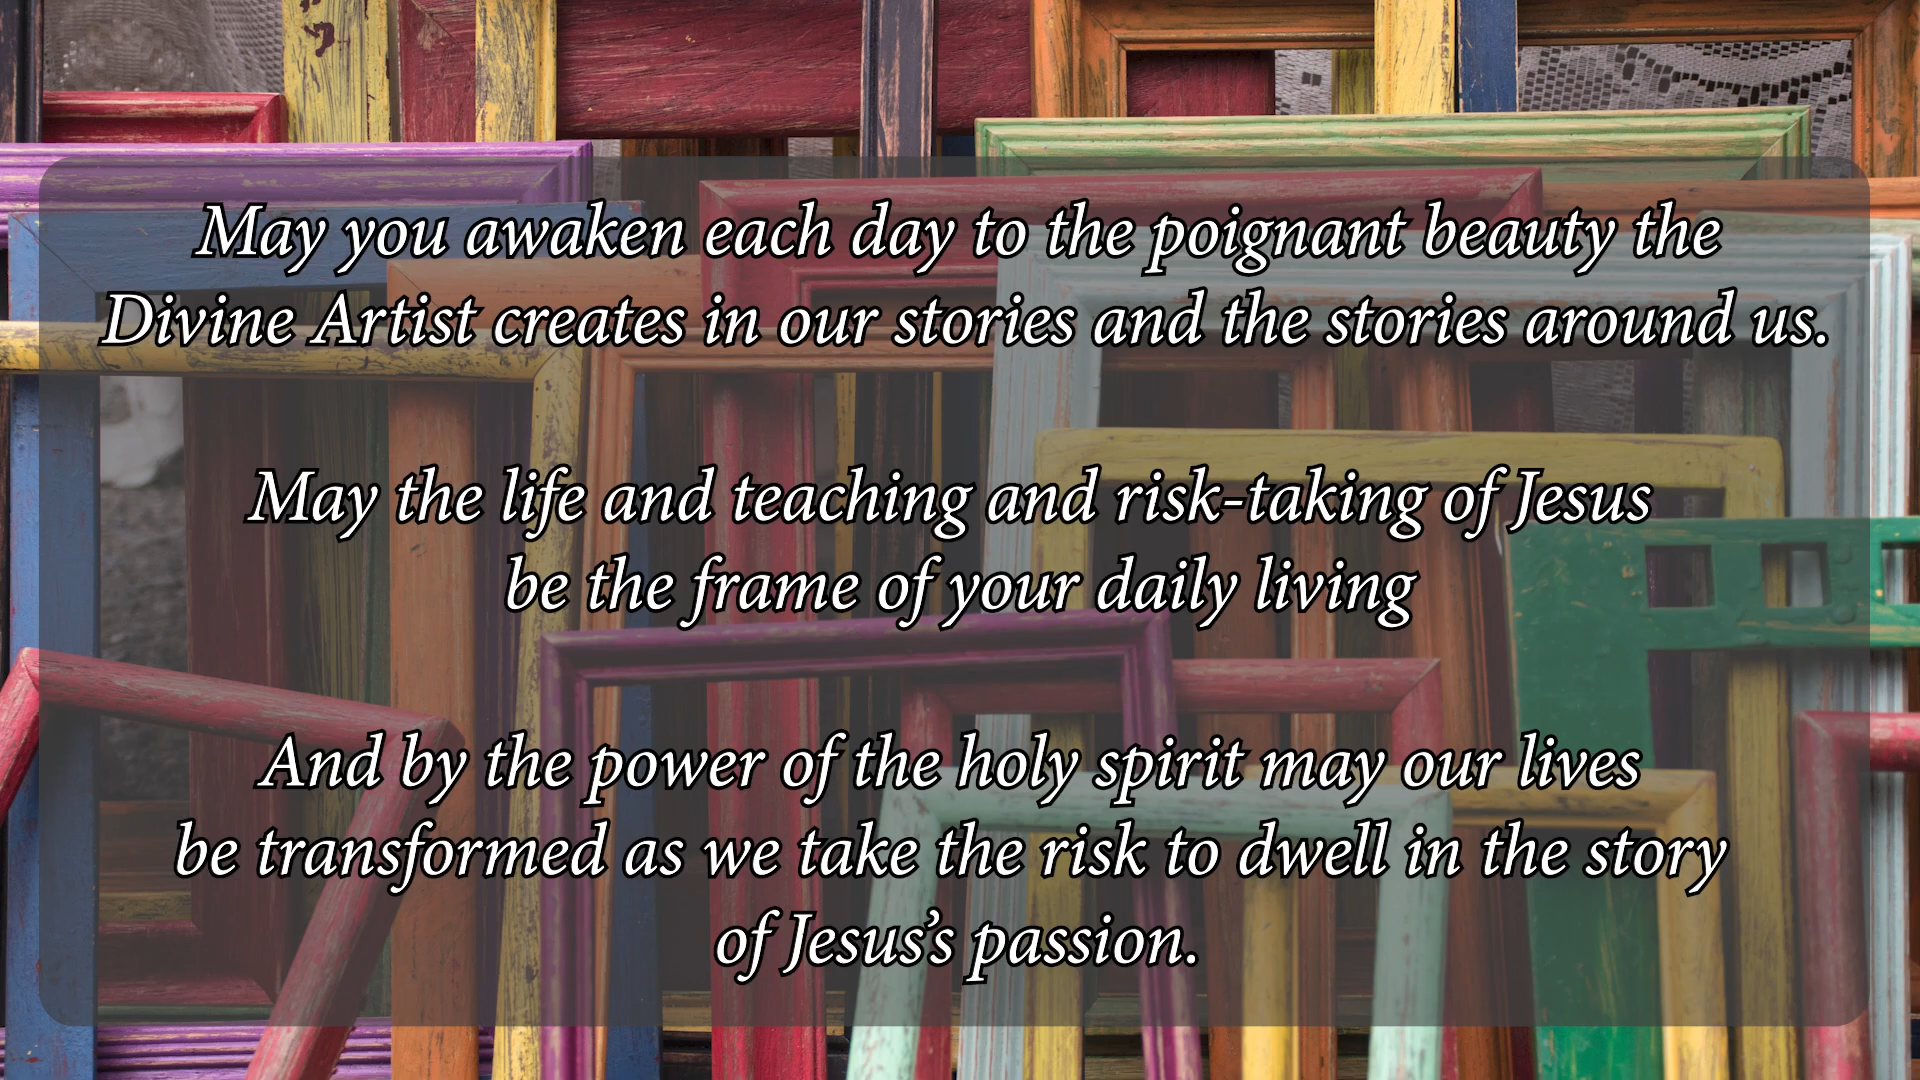 May you awaken each day to the poignant beauty the
Divine Artist creates in our stories and the stories around us.
May the life and teaching and risk-taking of Jesus
be the frame of your daily living
And by the power of the holy spirit may our lives
be transformed as we take the risk to dwell in the story
of Jesus’s passion.